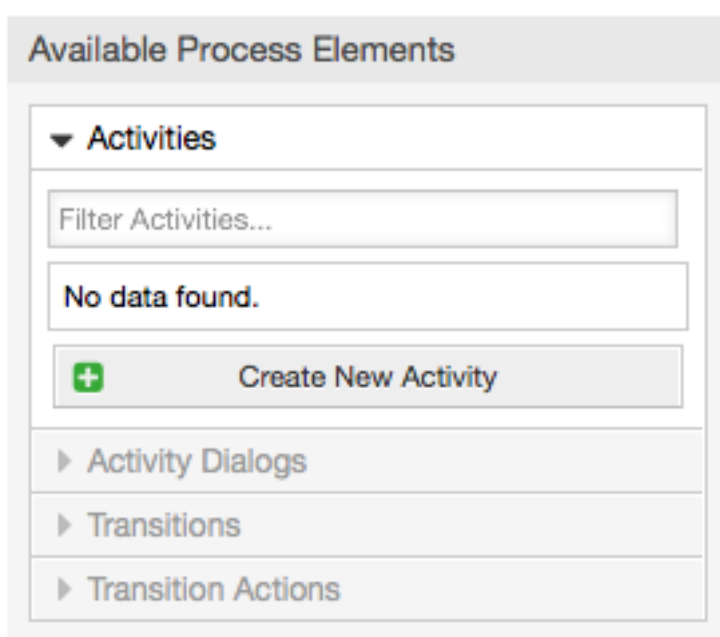 Available Process Elements
Activities
Filter Activities...
No data found.
Create New Activity
Activity Dialogs
Transitions
Transition Actions